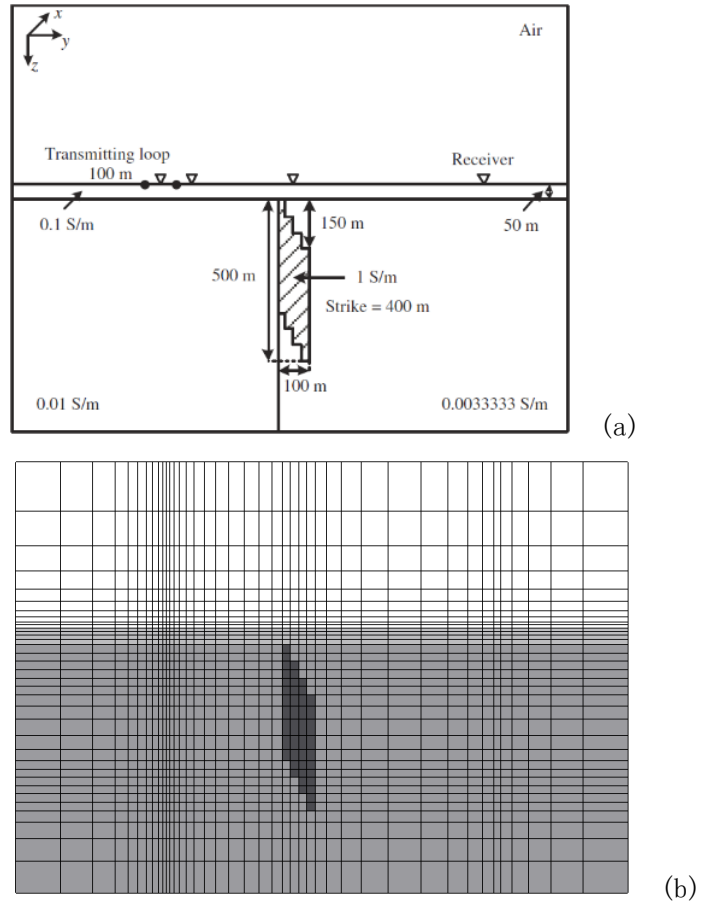 x
y
z
Air
Transmitting loop
100 m
Receiver
0.1 S/m
150 m
50 m
500 m
1 S/m
Strike = 400 m
100 m
0.01 S/m
0.0033333 S/m
(a)
(b)